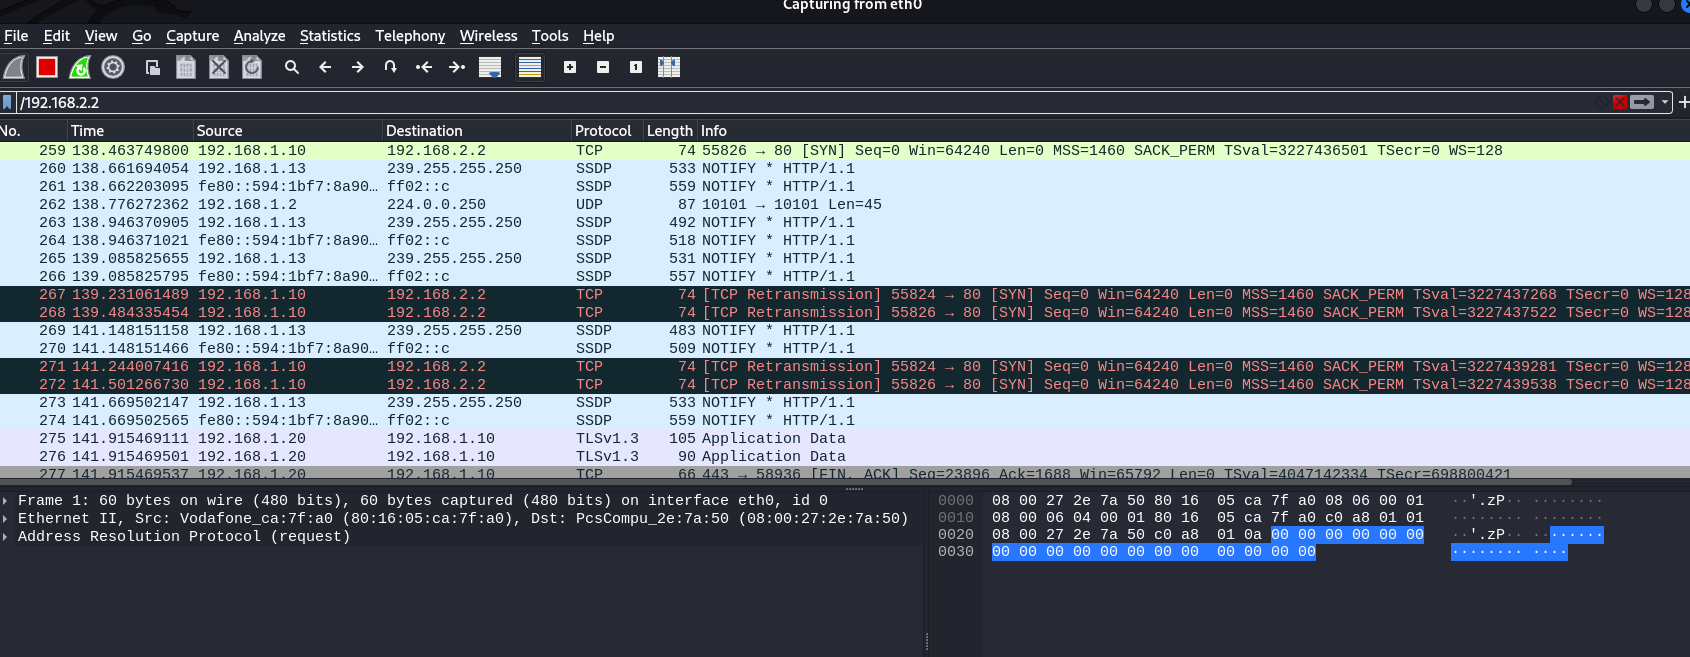 Capturing from eth0
File Edit View Go Capture Analyze Statistics Telephony Wireless Tools Help
/192.168.2.2
No. Time Source Destination Protocol Length Info
259 138.463749800 192.168.1.10 192.168.2.2 TCP 74 55826 → 80 [SYN] Seq=0 Win=64240 Len=0 MSS=1460 SACK_PERM TSval=3227436501 TSecr=0 WS=128
260 138.661694054 192.168.1.13 239.255.255.250 SSDP 533 NOTIFY * HTTP/1.1
261 138.662203095 fe80::594:1bf7:8a90… ff02::c SSDP 559 NOTIFY * HTTP/1.1
262 138.776272362 192.168.1.2 224.0.0.250 UDP 87 10101 → 10101 Len=45
263 138.946370905 192.168.1.13 239.255.255.250 SSDP 492 NOTIFY * HTTP/1.1
264 138.946371021 fe80::594:1bf7:8a90… ff02::c SSDP 518 NOTIFY * HTTP/1.1
265 139.085825655 192.168.1.13 239.255.255.250 SSDP 531 NOTIFY * HTTP/1.1
266 139.085825795 fe80::594:1bf7:8a90… ff02::c SSDP 557 NOTIFY * HTTP/1.1
267 139.231061489 192.168.1.10 192.168.2.2 TCP 74 [TCP Retransmission] 55824 → 80 [SYN] Seq=0 Win=64240 Len=0 MSS=1460 SACK_PERM TSval=3227437268 TSecr=0 WS=128
268 139.484335454 192.168.1.10 192.168.2.2 TCP 74 [TCP Retransmission] 55826 → 80 [SYN] Seq=0 Win=64240 Len=0 MSS=1460 SACK_PERM TSval=3227437522 TSecr=0 WS=128
269 141.148151158 192.168.1.13 239.255.255.250 SSDP 483 NOTIFY * HTTP/1.1
270 141.148151466 fe80::594:1bf7:8a90… ff02::c SSDP 509 NOTIFY * HTTP/1.1
271 141.244007416 192.168.1.10 192.168.2.2 TCP 74 [TCP Retransmission] 55824 → 80 [SYN] Seq=0 Win=64240 Len=0 MSS=1460 SACK_PERM TSval=3227439281 TSecr=0 WS=128
272 141.501266730 192.168.1.10 192.168.2.2 TCP 74 [TCP Retransmission] 55826 → 80 [SYN] Seq=0 Win=64240 Len=0 MSS=1460 SACK_PERM TSval=3227439538 TSecr=0 WS=128
273 141.669502147 192.168.1.13 239.255.255.250 SSDP 533 NOTIFY * HTTP/1.1
274 141.669502565 fe80::594:1bf7:8a90… ff02::c SSDP 559 NOTIFY * HTTP/1.1
275 141.915469111 192.168.1.20 192.168.1.10 TLSv1.3 105 Application Data
276 141.915469501 192.168.1.20 192.168.1.10 TLSv1.3 90 Application Data
277 141.915469537 192.168.1.20 192.168.1.10 TCP 66 443 → 58936 [FIN, ACK] Seq=23896 Ack=1688 Win=65792 Len=0 TSval=4047142334 TSecr=698800421
Frame 1: 60 bytes on wire (480 bits), 60 bytes captured (480 bits) on interface eth0, id 0
Ethernet II, Src: Vodafone_ca:7f:a0 (80:16:05:ca:7f:a0), Dst: PcsCompu_2e:7a:50 (08:00:27:2e:7a:50)
Address Resolution Protocol (request)
0000 08 00 27 2e 7a 50 80 16 05 ca 7f a0 08 06 00 01 ··'.zP·· ········
0010 08 00 06 04 00 01 80 16 05 ca 7f a0 c0 a8 01 01 ········ ········
0020 08 00 27 2e 7a 50 c0 a8 01 0a 00 00 00 00 00 00 ··'.zP·· ········
0030 00 00 00 00 00 00 00 00 00 00 00 00 ········ ····